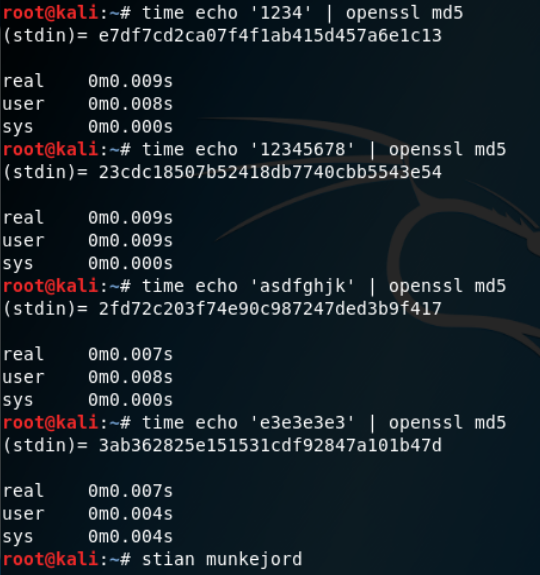 root@kali:~# time echo '1234' | openssl md5
(stdin)= e7df7cd2ca07f4f1ab415d457a6e1c13
real 0m0.009s
user 0m0.008s
sys 0m0.000s
root@kali:~# time echo '12345678' | openssl md5
(stdin)= 23cdc18507b52418db7740cbb5543e54
real 0m0.009s
user 0m0.009s
sys 0m0.000s
root@kali:~# time echo 'asdfghjk' | openssl md5
(stdin)= 2fd72c203f74e90c987247ded3b9f417
real 0m0.007s
user 0m0.008s
sys 0m0.000s
root@kali:~# time echo 'e3e3e3e3' | openssl md5
(stdin)= 3ab362825e151531cdf92847a101b47d
real 0m0.007s
user 0m0.004s
sys 0m0.004s
root@kali:~# stian munkejord